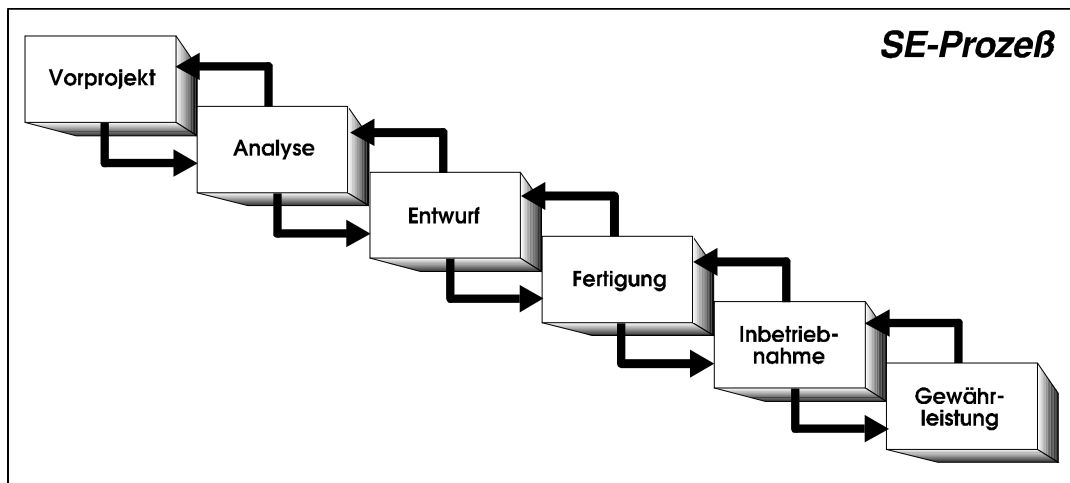 SE-Prozeß
Vorprojekt
Analyse
Entwurf
Fertigung
Inbetrieb-
nahme
Gewähr-
leistung